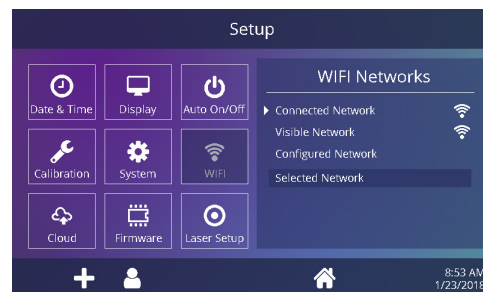 Setup
Date & Time
Display
Auto On/Off
Calibration
System
WIFI
Cloud
Firmware
Laser Setup
WIFI Networks
Connected Network
Visible Network
Configured Network
Selected Network
8:53 AM
1/23/2018